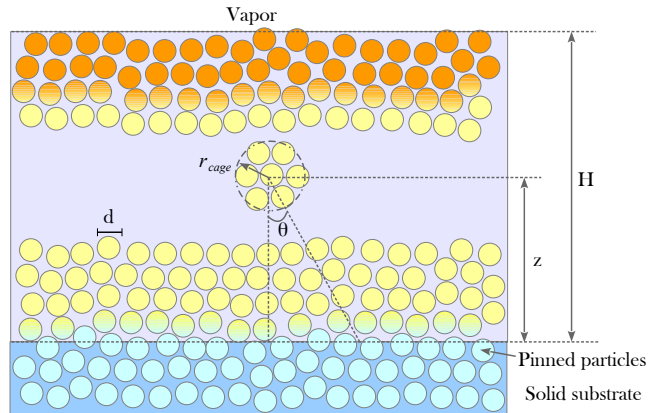 Vapor
r_cage
H
d
θ
z
Pinned particles
Solid substrate